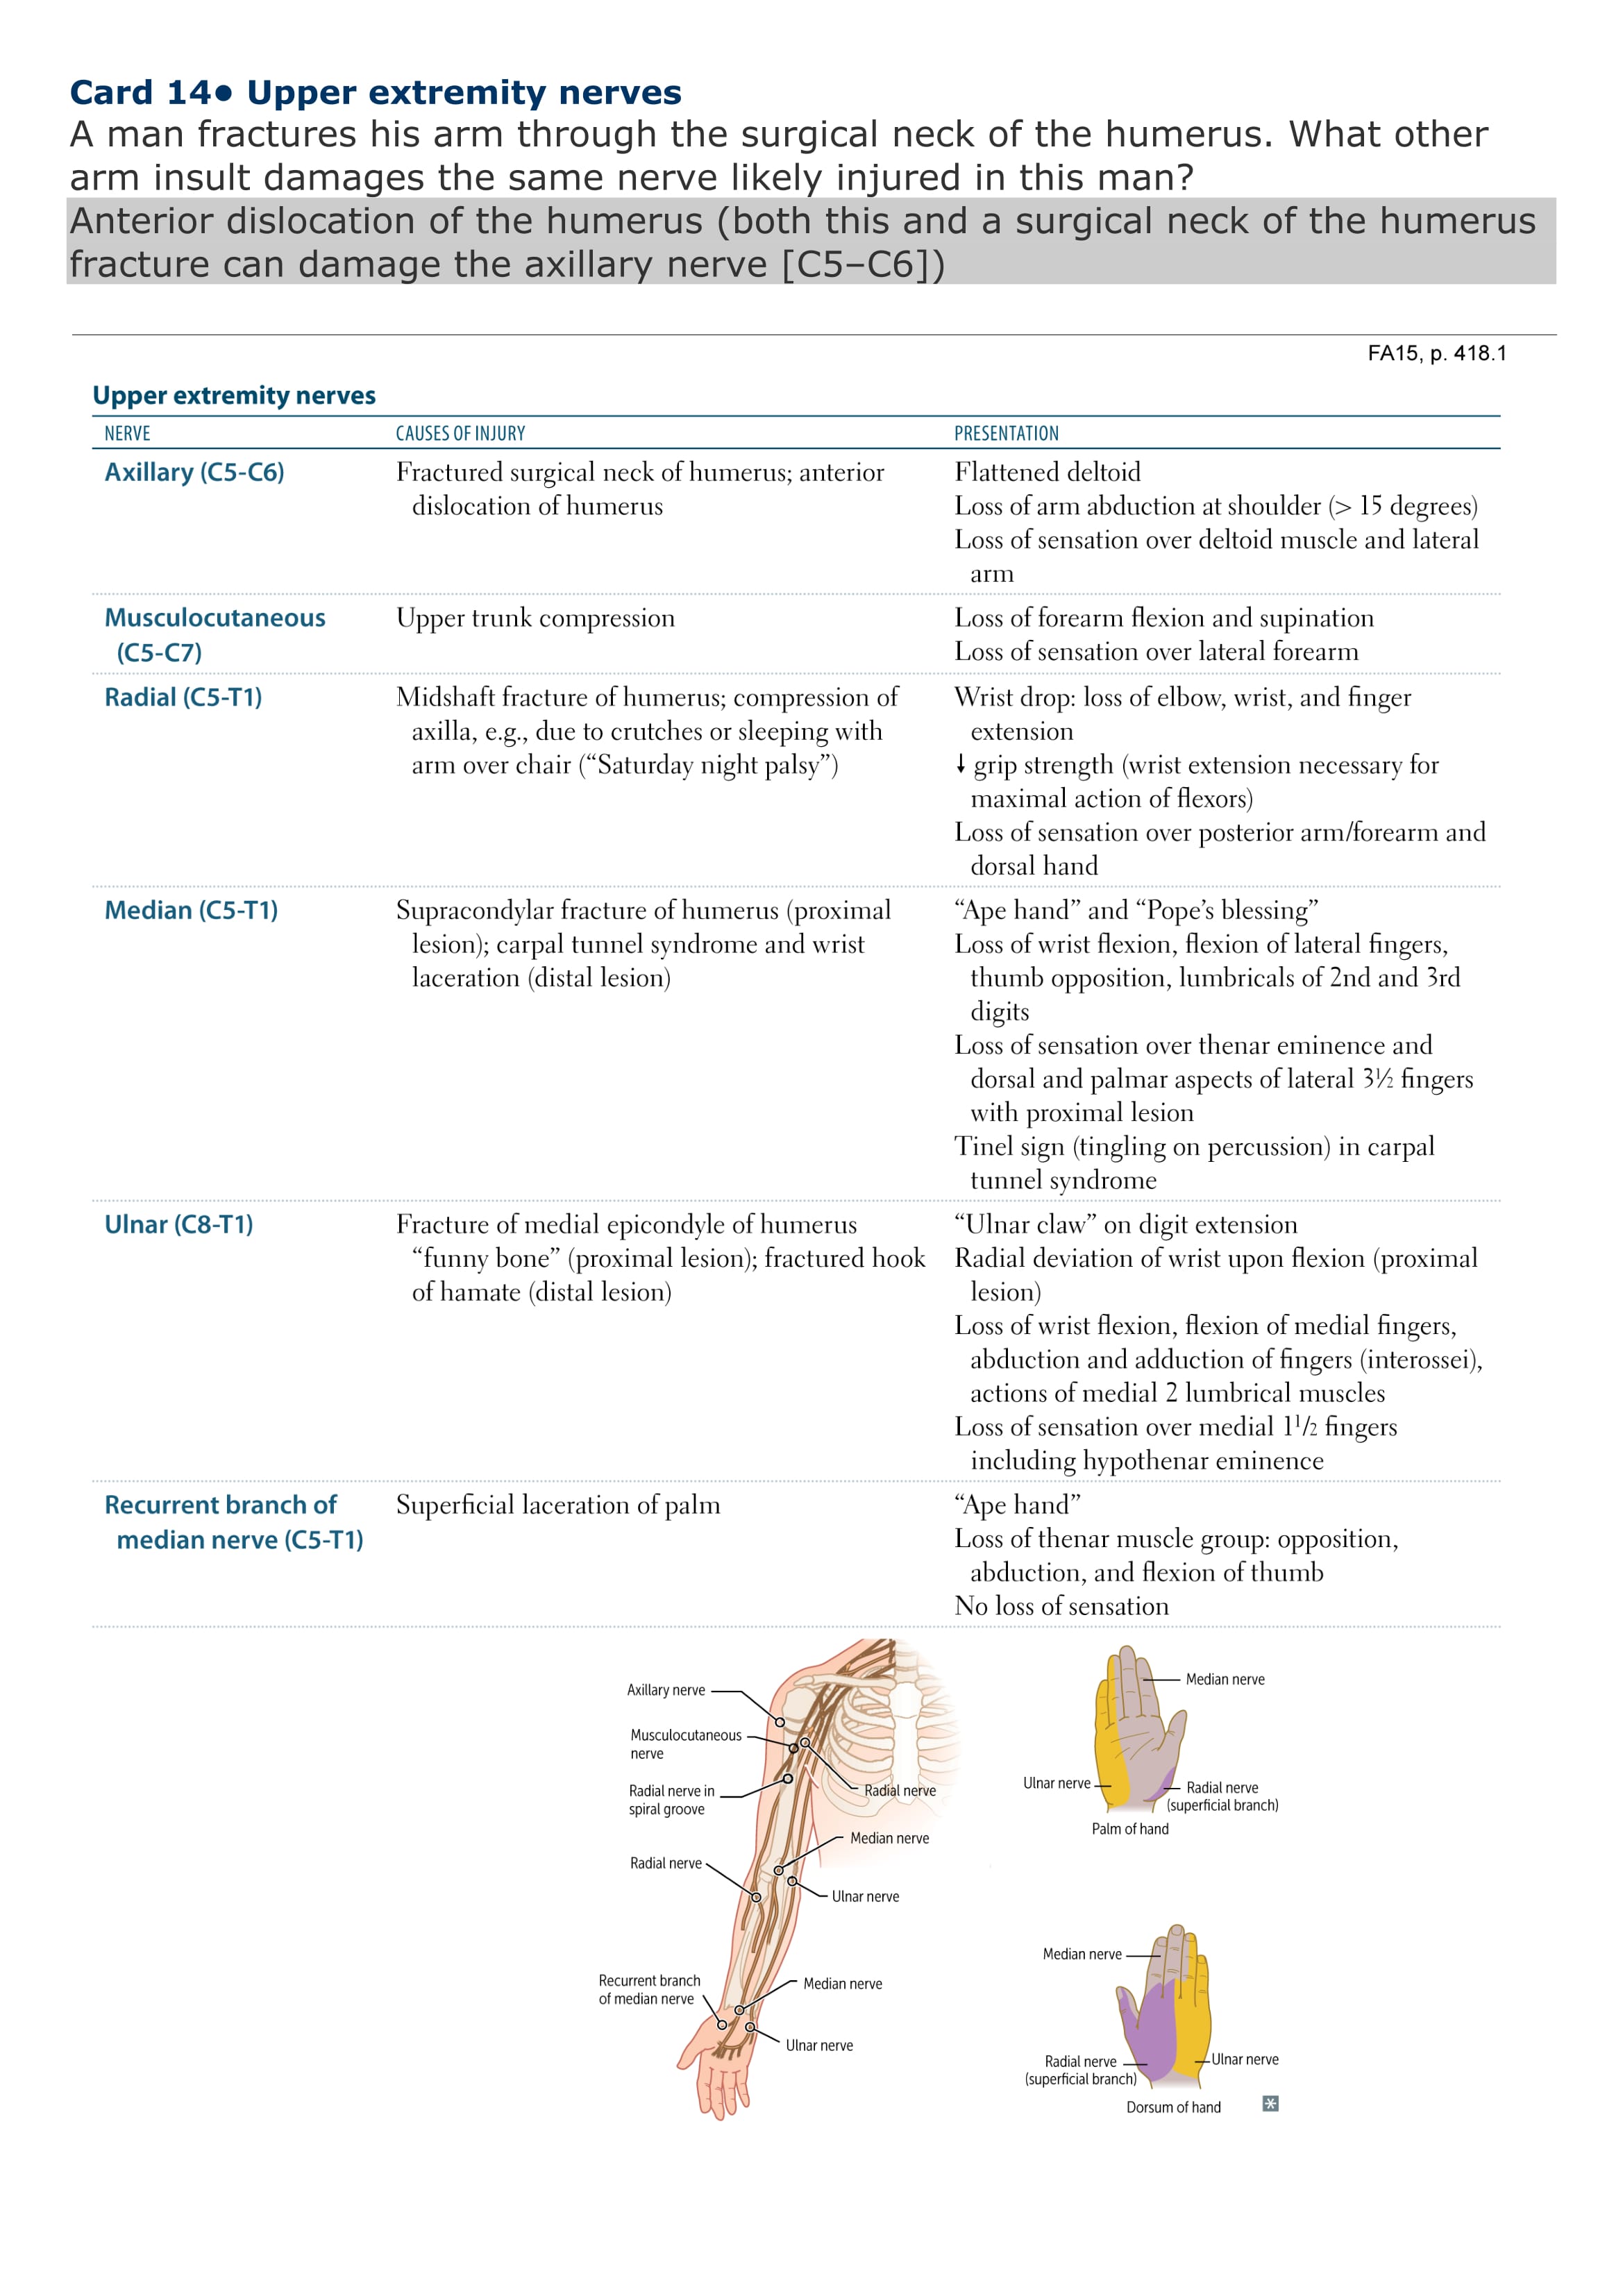 Card 14● Upper extremity nerves
A man fractures his arm through the surgical neck of the humerus. What other
arm insult damages the same nerve likely injured in this man?
Anterior dislocation of the humerus (both this and a surgical neck of the humerus
fracture can damage the axillary nerve [C5–C6])
FA15, p. 418.1
Upper extremity nerves
NERVE CAUSES OF INJURY PRESENTATION
Axillary (C5-C6)
Fractured surgical neck of humerus; anterior
dislocation of humerus
Flattened deltoid
Loss of arm abduction at shoulder (> 15 degrees)
Loss of sensation over deltoid muscle and lateral
arm
Musculocutaneous
(C5-C7)
Upper trunk compression
Loss of forearm flexion and supination
Loss of sensation over lateral forearm
Radial (C5-T1)
Midshaft fracture of humerus; compression of
axilla, e.g., due to crutches or sleeping with
arm over chair (“Saturday night palsy”)
Wrist drop: loss of elbow, wrist, and finger
extension
↓ grip strength (wrist extension necessary for
maximal action of flexors)
Loss of sensation over posterior arm/forearm and
dorsal hand
Median (C5-T1)
Supracondylar fracture of humerus (proximal
lesion); carpal tunnel syndrome and wrist
laceration (distal lesion)
“Ape hand” and “Pope’s blessing”
Loss of wrist flexion, flexion of lateral fingers,
thumb opposition, lumbricals of 2nd and 3rd
digits
Loss of sensation over thenar eminence and
dorsal and palmar aspects of lateral 3½ fingers
with proximal lesion
Tinel sign (tingling on percussion) in carpal
tunnel syndrome
Ulnar (C8-T1)
Fracture of medial epicondyle of humerus
“funny bone” (proximal lesion); fractured hook
of hamate (distal lesion)
“Ulnar claw” on digit extension
Radial deviation of wrist upon flexion (proximal
lesion)
Loss of wrist flexion, flexion of medial fingers,
abduction and adduction of fingers (interossei),
actions of medial 2 lumbrical muscles
Loss of sensation over medial 1¹/2 fingers
including hypothenar eminence
Recurrent branch of
median nerve (C5-T1)
Superficial laceration of palm
“Ape hand”
Loss of thenar muscle group: opposition,
abduction, and flexion of thumb
No loss of sensation
Axillary nerve
Musculocutaneous
nerve
Radial nerve in
spiral groove
Radial nerve
Median nerve
Radial nerve
Ulnar nerve
Recurrent branch
of median nerve
Median nerve
Ulnar nerve
Median nerve
Ulnar nerve
Radial nerve
(superficial branch)
Palm of hand
Median nerve
Radial nerve
(superficial branch)
Ulnar nerve
Dorsum of hand